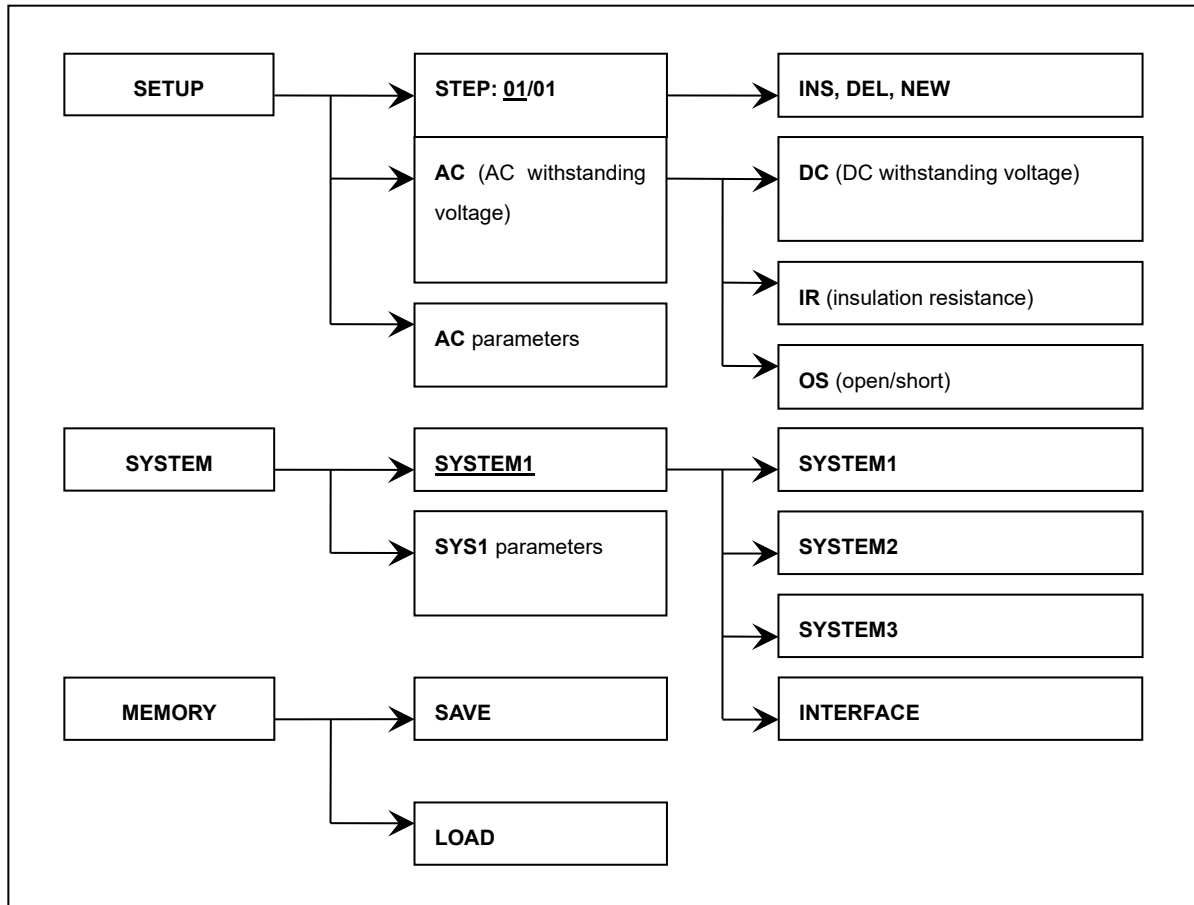 SETUP
STEP: 01/01
INS, DEL, NEW
AC (AC withstanding
voltage)
DC (DC withstanding voltage)
IR (insulation resistance)
AC parameters
OS (open/short)
SYSTEM
SYSTEM1
SYSTEM1
SYS1 parameters
SYSTEM2
SYSTEM3
MEMORY
SAVE
INTERFACE
LOAD